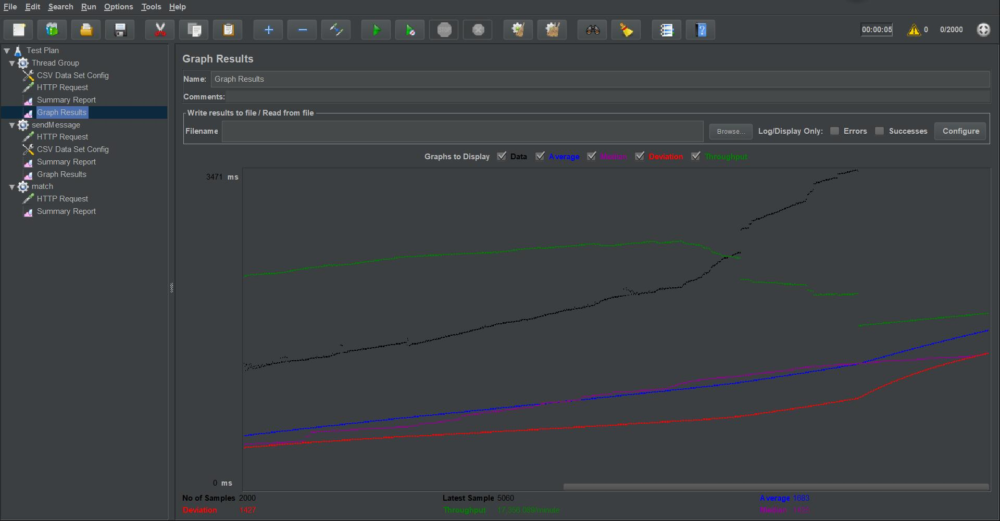 File Edit Search Run Options Tools Help
STOP
00:00:05 0 0/2000
Test Plan
Thread Group
CSV Data Set Config
HTTP Request
Summary Report
Graph Results
sendMessage
HTTP Request
CSV Data Set Config
Summary Report
Graph Results
match
HTTP Request
Summary Report
Graph Results
Name: Graph Results
Comments:
Write results to file / Read from file
Filename Browse... Log/Display Only: Errors Successes Configure
Graphs to Display Data Average Median Deviation Throughput
3471 ms
0 ms
No of Samples 2000 Latest Sample 5060 Average 1683
Deviation 1427 Throughput 17,356.089/minute Median